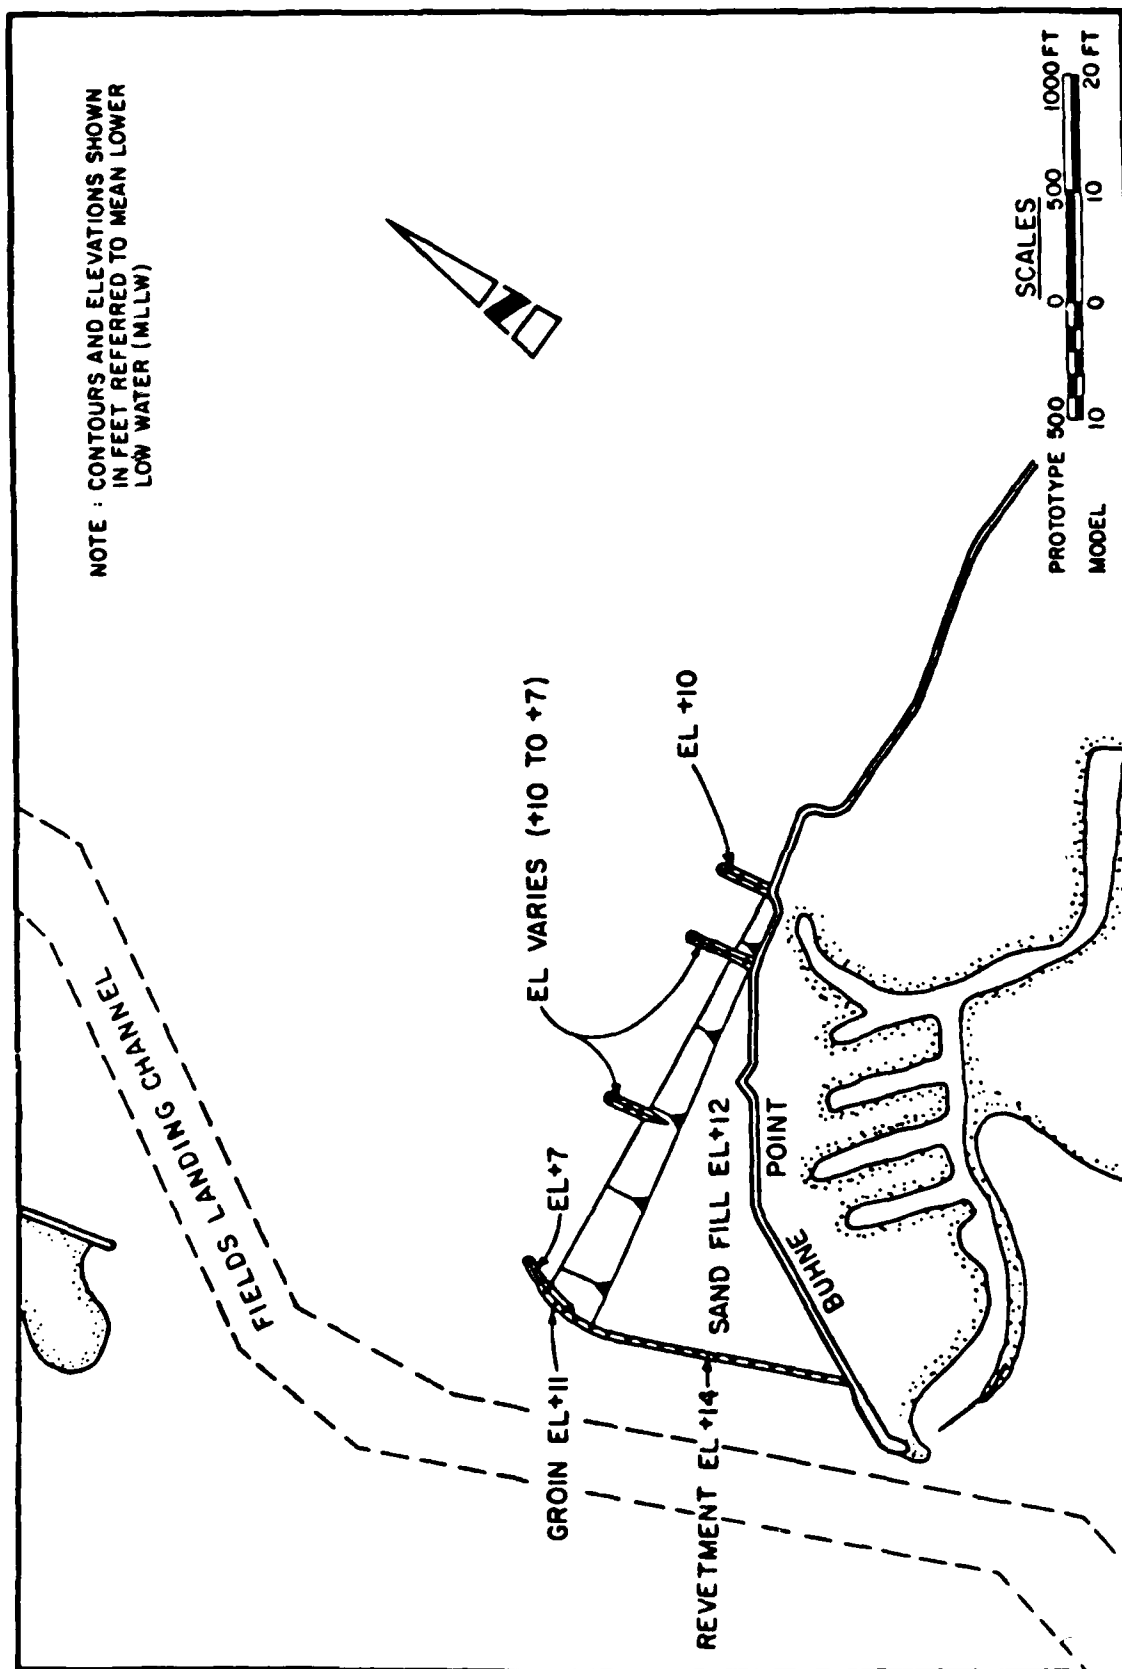 NOTE : CONTOURS AND ELEVATIONS SHOWN
IN FEET REFERRED TO MEAN LOWER
LOW WATER (MLLW)
FIELDS LANDING CHANNEL
N
EL VARIES (+10 TO +7)
EL +10
EL+7
GROIN EL+11
REVETMENT EL +14
SAND FILL EL+12
BUHNE
POINT
SCALES
PROTOTYPE 500 0 500 1000 FT
MODEL 10 0 10 20 FT